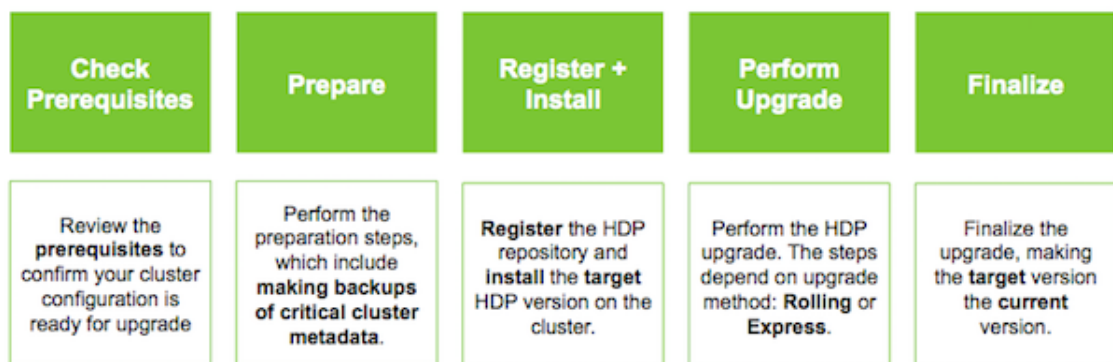 Check
Prerequisites
Prepare
Register +
Install
Perform
Upgrade
Finalize
Review the
prerequisites to
confirm your cluster
configuration is
ready for upgrade
Perform the
preparation steps,
which include
making backups
of critical cluster
metadata.
Register the HDP
repository and
install the target
HDP version on the
cluster.
Perform the HDP
upgrade. The steps
depend on upgrade
method: Rolling or
Express.
Finalize the
upgrade, making
the target version
the current
version.